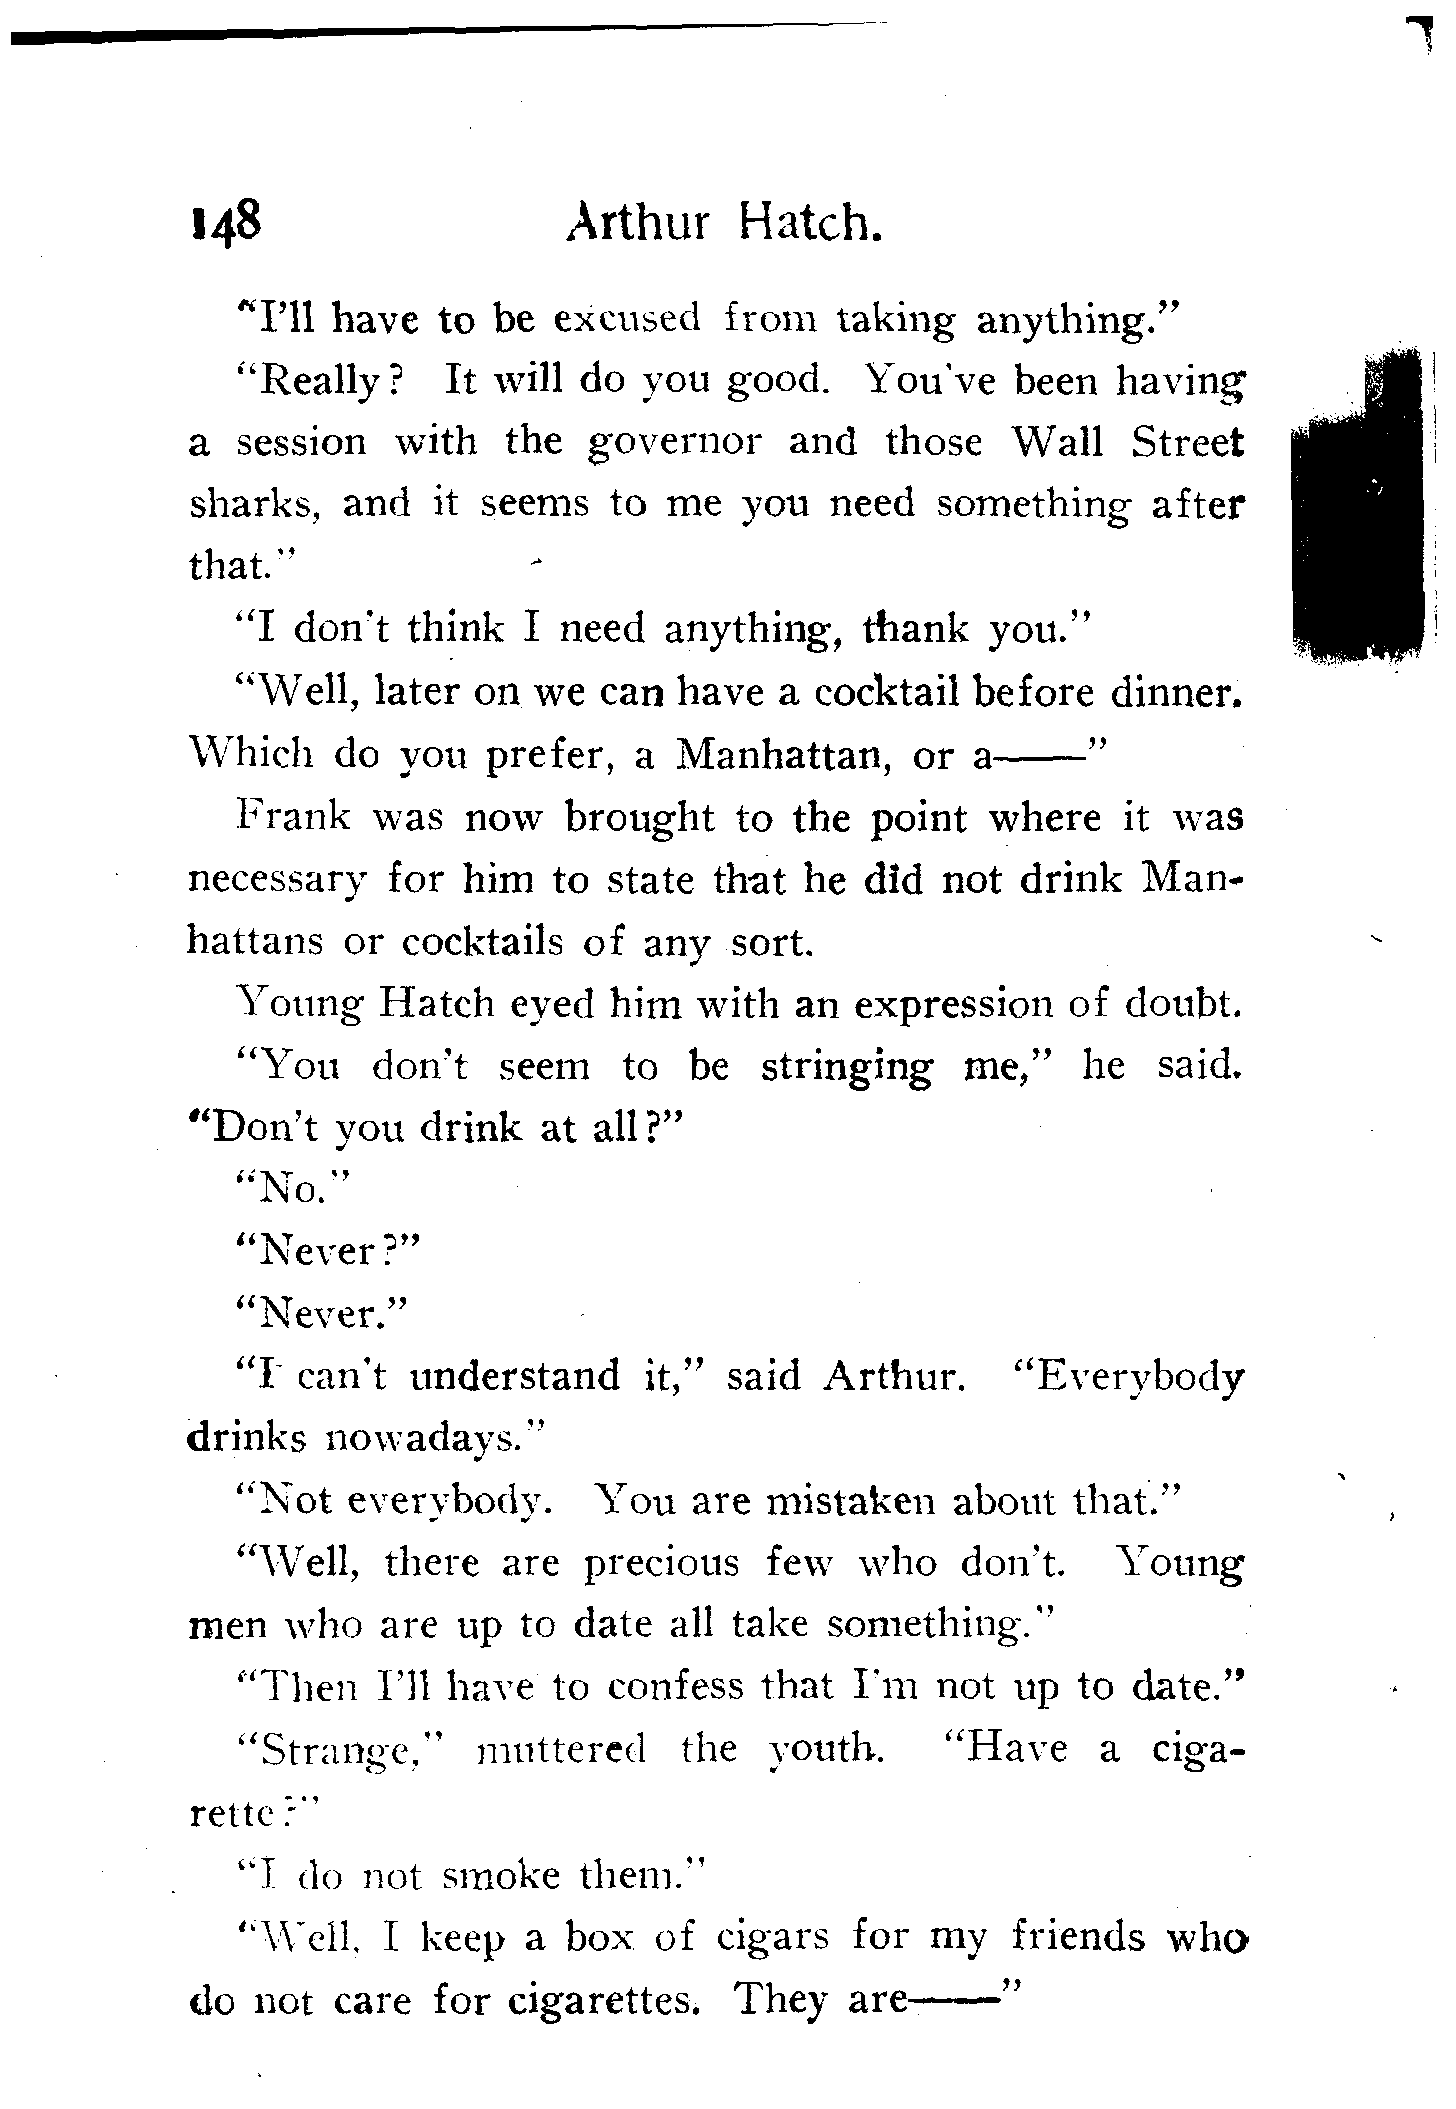 148 Arthur Hatch.
"I'll have to be excused from taking anything."
"Really? It will do you good. You've been having
a session with the governor and those Wall Street
sharks, and it seems to me you need something after
that."
"I don't think I need anything, thank you."
"Well, later on we can have a cocktail before dinner.
Which do you prefer, a Manhattan, or a——"
Frank was now brought to the point where it was
necessary for him to state that he did not drink Man-
hattans or cocktails of any sort.
Young Hatch eyed him with an expression of doubt.
"You don't seem to be stringing me," he said.
"Don't you drink at all?"
"No."
"Never?"
"Never."
"I can't understand it," said Arthur. "Everybody
drinks nowadays."
"Not everybody. You are mistaken about that."
"Well, there are precious few who don't. Young
men who are up to date all take something."
"Then I'll have to confess that I'm not up to date."
"Strange," muttered the youth. "Have a ciga-
rette?"
"I do not smoke them."
"Well, I keep a box of cigars for my friends who
do not care for cigarettes. They are——"